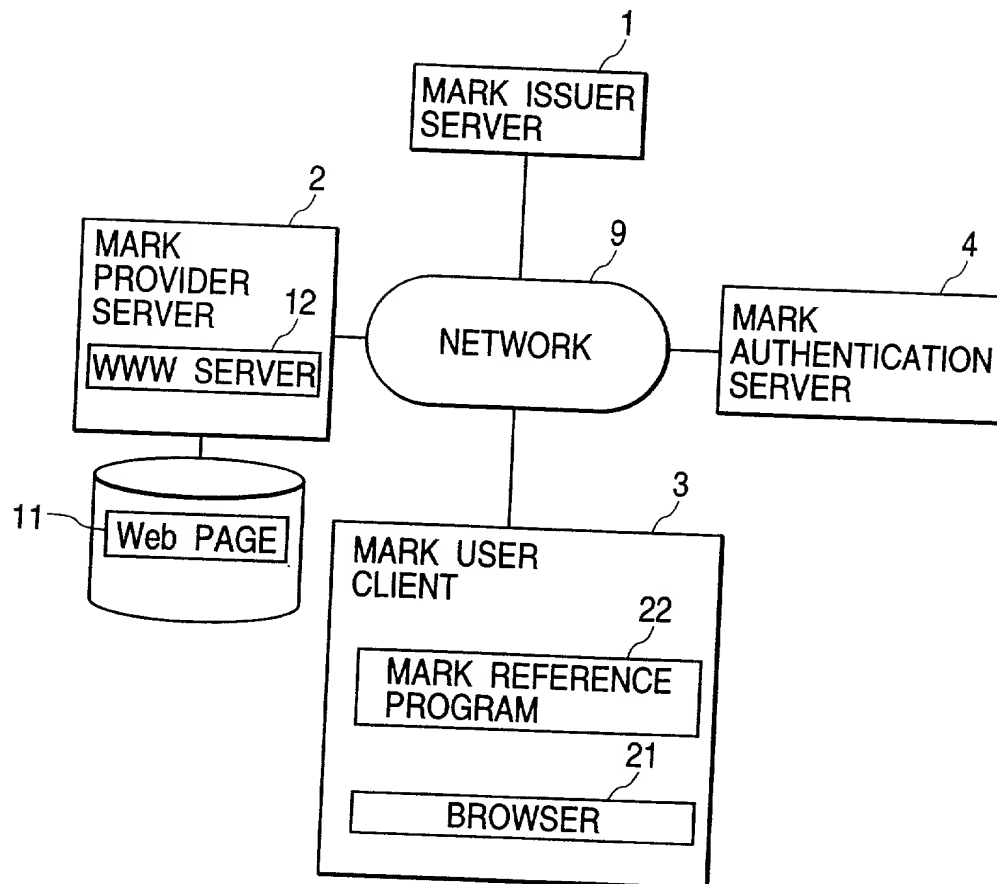 1
MARK ISSUER
SERVER
2
MARK
PROVIDER
SERVER
12
WWW SERVER
9
NETWORK
4
MARK
AUTHENTICATION
SERVER
11
Web PAGE
3
MARK USER
CLIENT
22
MARK REFERENCE
PROGRAM
21
BROWSER